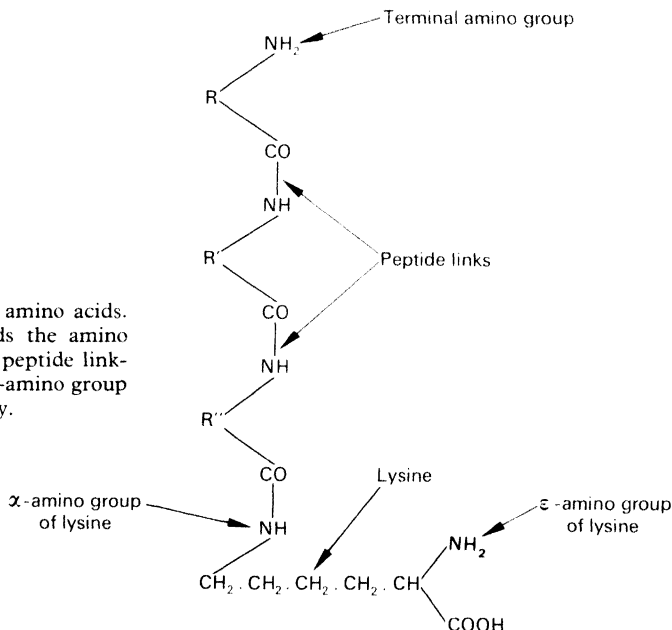 Terminal amino group
NH₂
R
CO
NH
R'
Peptide links
CO
amino acids.
ds the amino
peptide link-
-amino group
y.
NH
R''
CO
Lysine
α-amino group
of lysine
ε-amino group
of lysine
NH
NH₂
CH₂ . CH₂ . CH₂ . CH₂ . CH
COOH